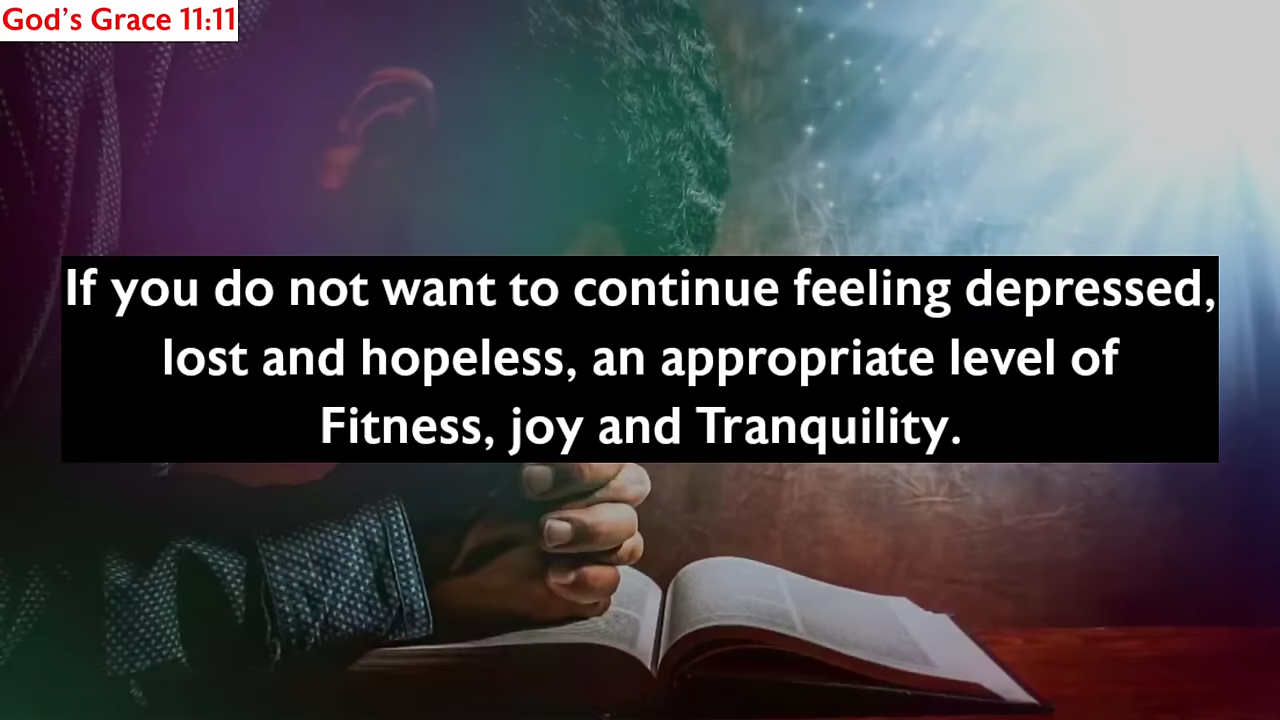 God's Grace 11:11
If you do not want to continue feeling depressed,
lost and hopeless, an appropriate level of
Fitness, joy and Tranquility.